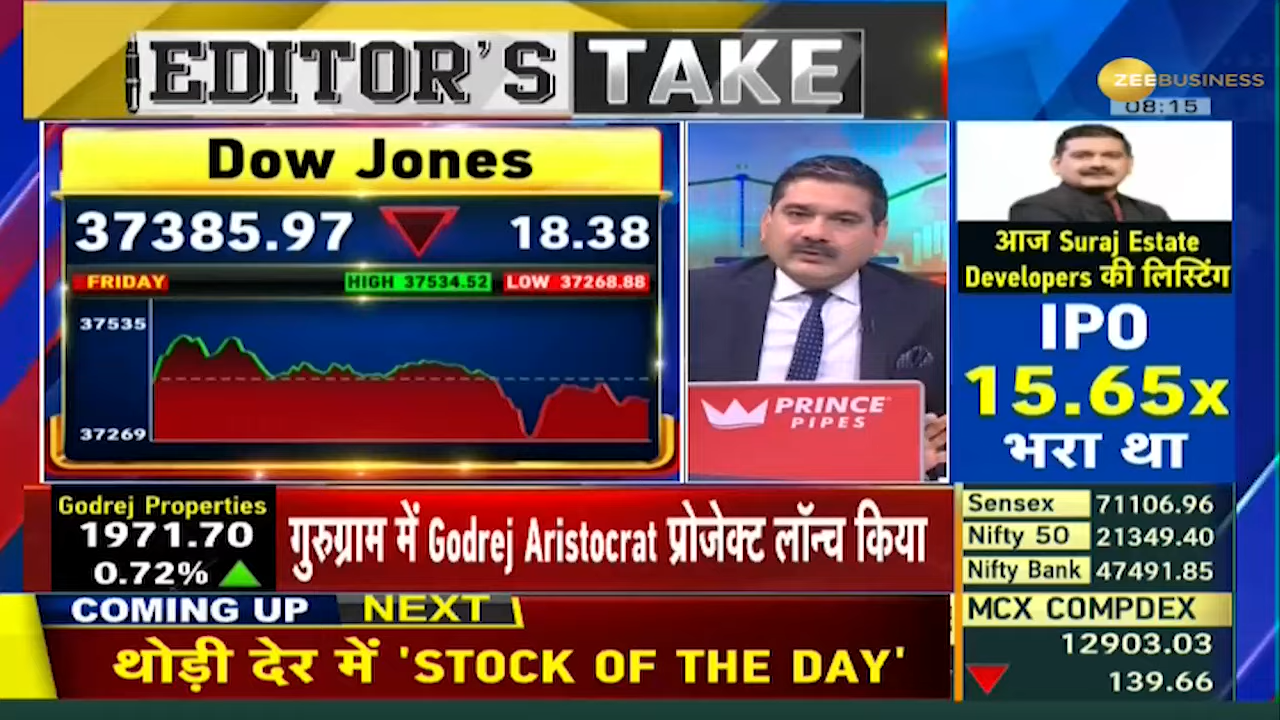 EDITOR'S TAKE
ZEEBUSINESS
08:15
Dow Jones
37385.97 18.38
FRIDAY HIGH 37534.52 LOW 37268.88
37535
37269
PRINCE
PIPES
आज Suraj Estate
Developers की लिस्टिंग
IPO
15.65x
भरा था
Godrej Properties
1971.70
0.72%
गुरुग्राम में Godrej Aristocrat प्रोजेक्ट लॉन्च किया
Sensex 71106.96
Nifty 50 21349.40
Nifty Bank 47491.85
MCX COMPDEX
12903.03
139.66
COMING UP NEXT
थोड़ी देर में 'STOCK OF THE DAY'